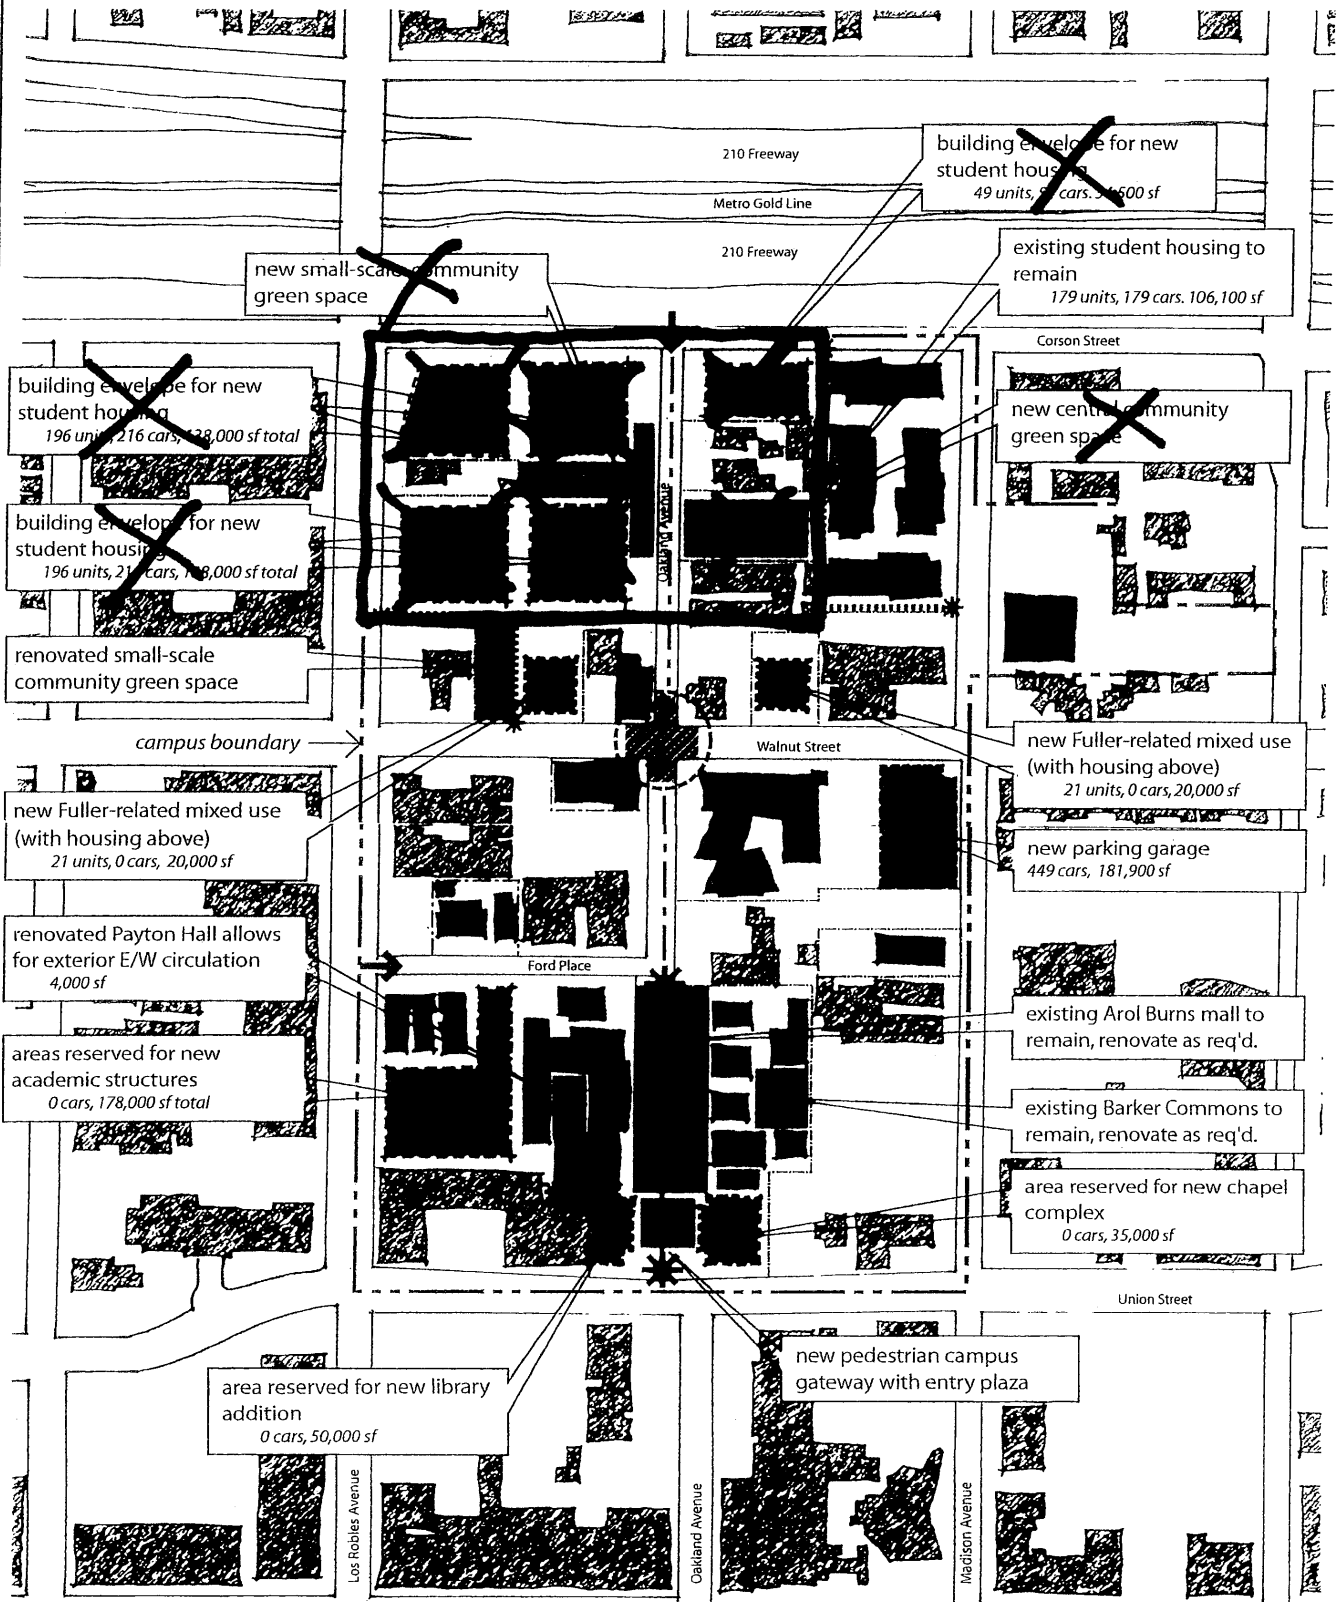 210 Freeway
building envelope for new
student housing
49 units, cars. 500 sf
Metro Gold Line
existing student housing to
remain
179 units, 179 cars. 106,100 sf
210 Freeway
new small-scale community
green space
Corson Street
building envelope for new
student housing
196 units, 216 cars, 138,000 sf total
new central community
green space
building envelope for new
student housing
196 units, cars, 000 sf total
Oakland Avenue
renovated small-scale
community green space
campus boundary
Walnut Street
new Fuller-related mixed use
(with housing above)
21 units, 0 cars, 20,000 sf
new Fuller-related mixed use
(with housing above)
21 units, 0 cars, 20,000 sf
new parking garage
449 cars, 181,900 sf
renovated Payton Hall allows
for exterior E/W circulation
4,000 sf
Ford Place
existing Arol Burns mall to
remain, renovate as req'd.
areas reserved for new
academic structures
0 cars, 178,000 sf total
existing Barker Commons to
remain, renovate as req'd.
area reserved for new chapel
complex
0 cars, 35,000 sf
Union Street
new pedestrian campus
gateway with entry plaza
area reserved for new library
addition
0 cars, 50,000 sf
Los Robles Avenue
Oakland Avenue
Madison Avenue